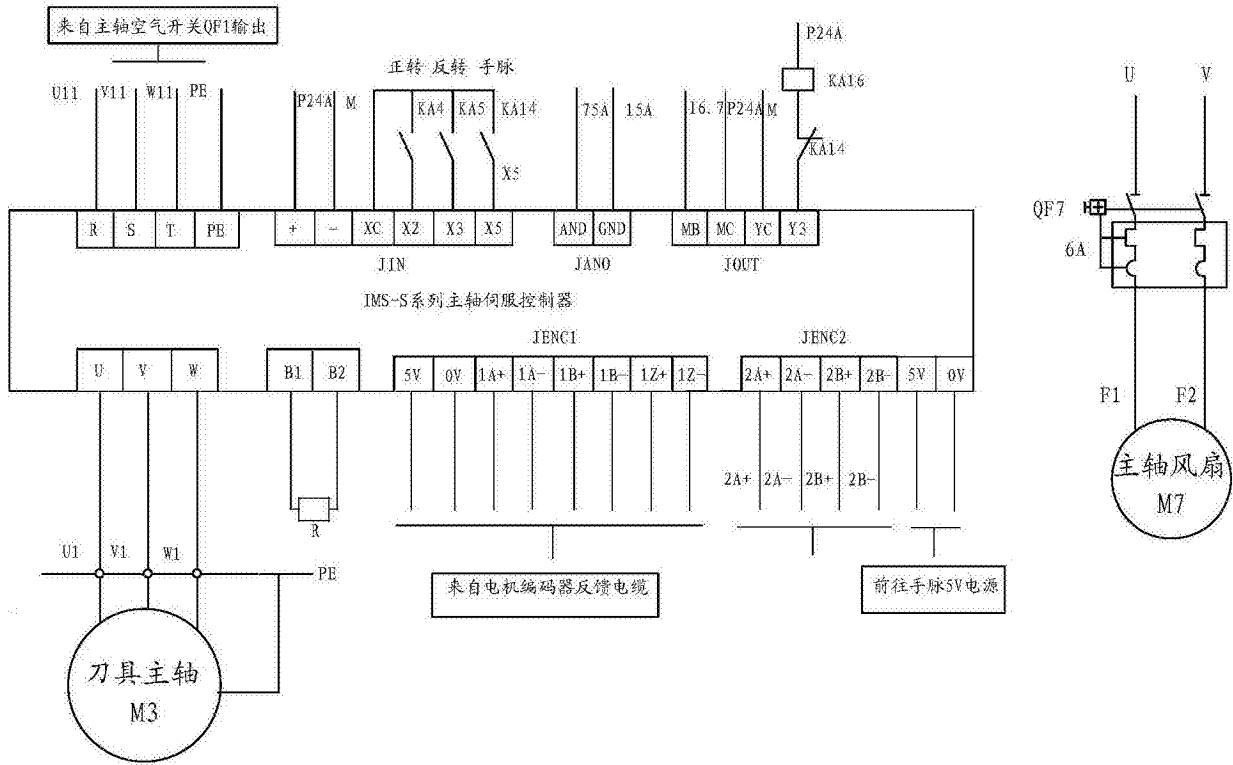 来自主轴空气开关QF1输出
U11 V11 W11 PE
P24A M
正转 反转 手脉
KA4 KA5 KA14
X5
75A 15A
I6.7 P24A M
P24A
KA16
KA14
R S T PE
+ - XC X2 X3 X5
AND GND
MB MC YC Y3
JIN JANO JOUT
IMS-S系列主轴伺服控制器
JENC1 JENC2
U V W
B1 B2
5V 0V 1A+ 1A- 1B+ 1B- 1Z+ 1Z-
2A+ 2A- 2B+ 2B- 5V 0V
2A+ 2A- 2B+ 2B-
R
U1 V1 W1
PE
来自电机编码器反馈电缆
前往手脉5V电源
刀具主轴
M3
U V
QF7
6A
F1 F2
主轴风扇
M7